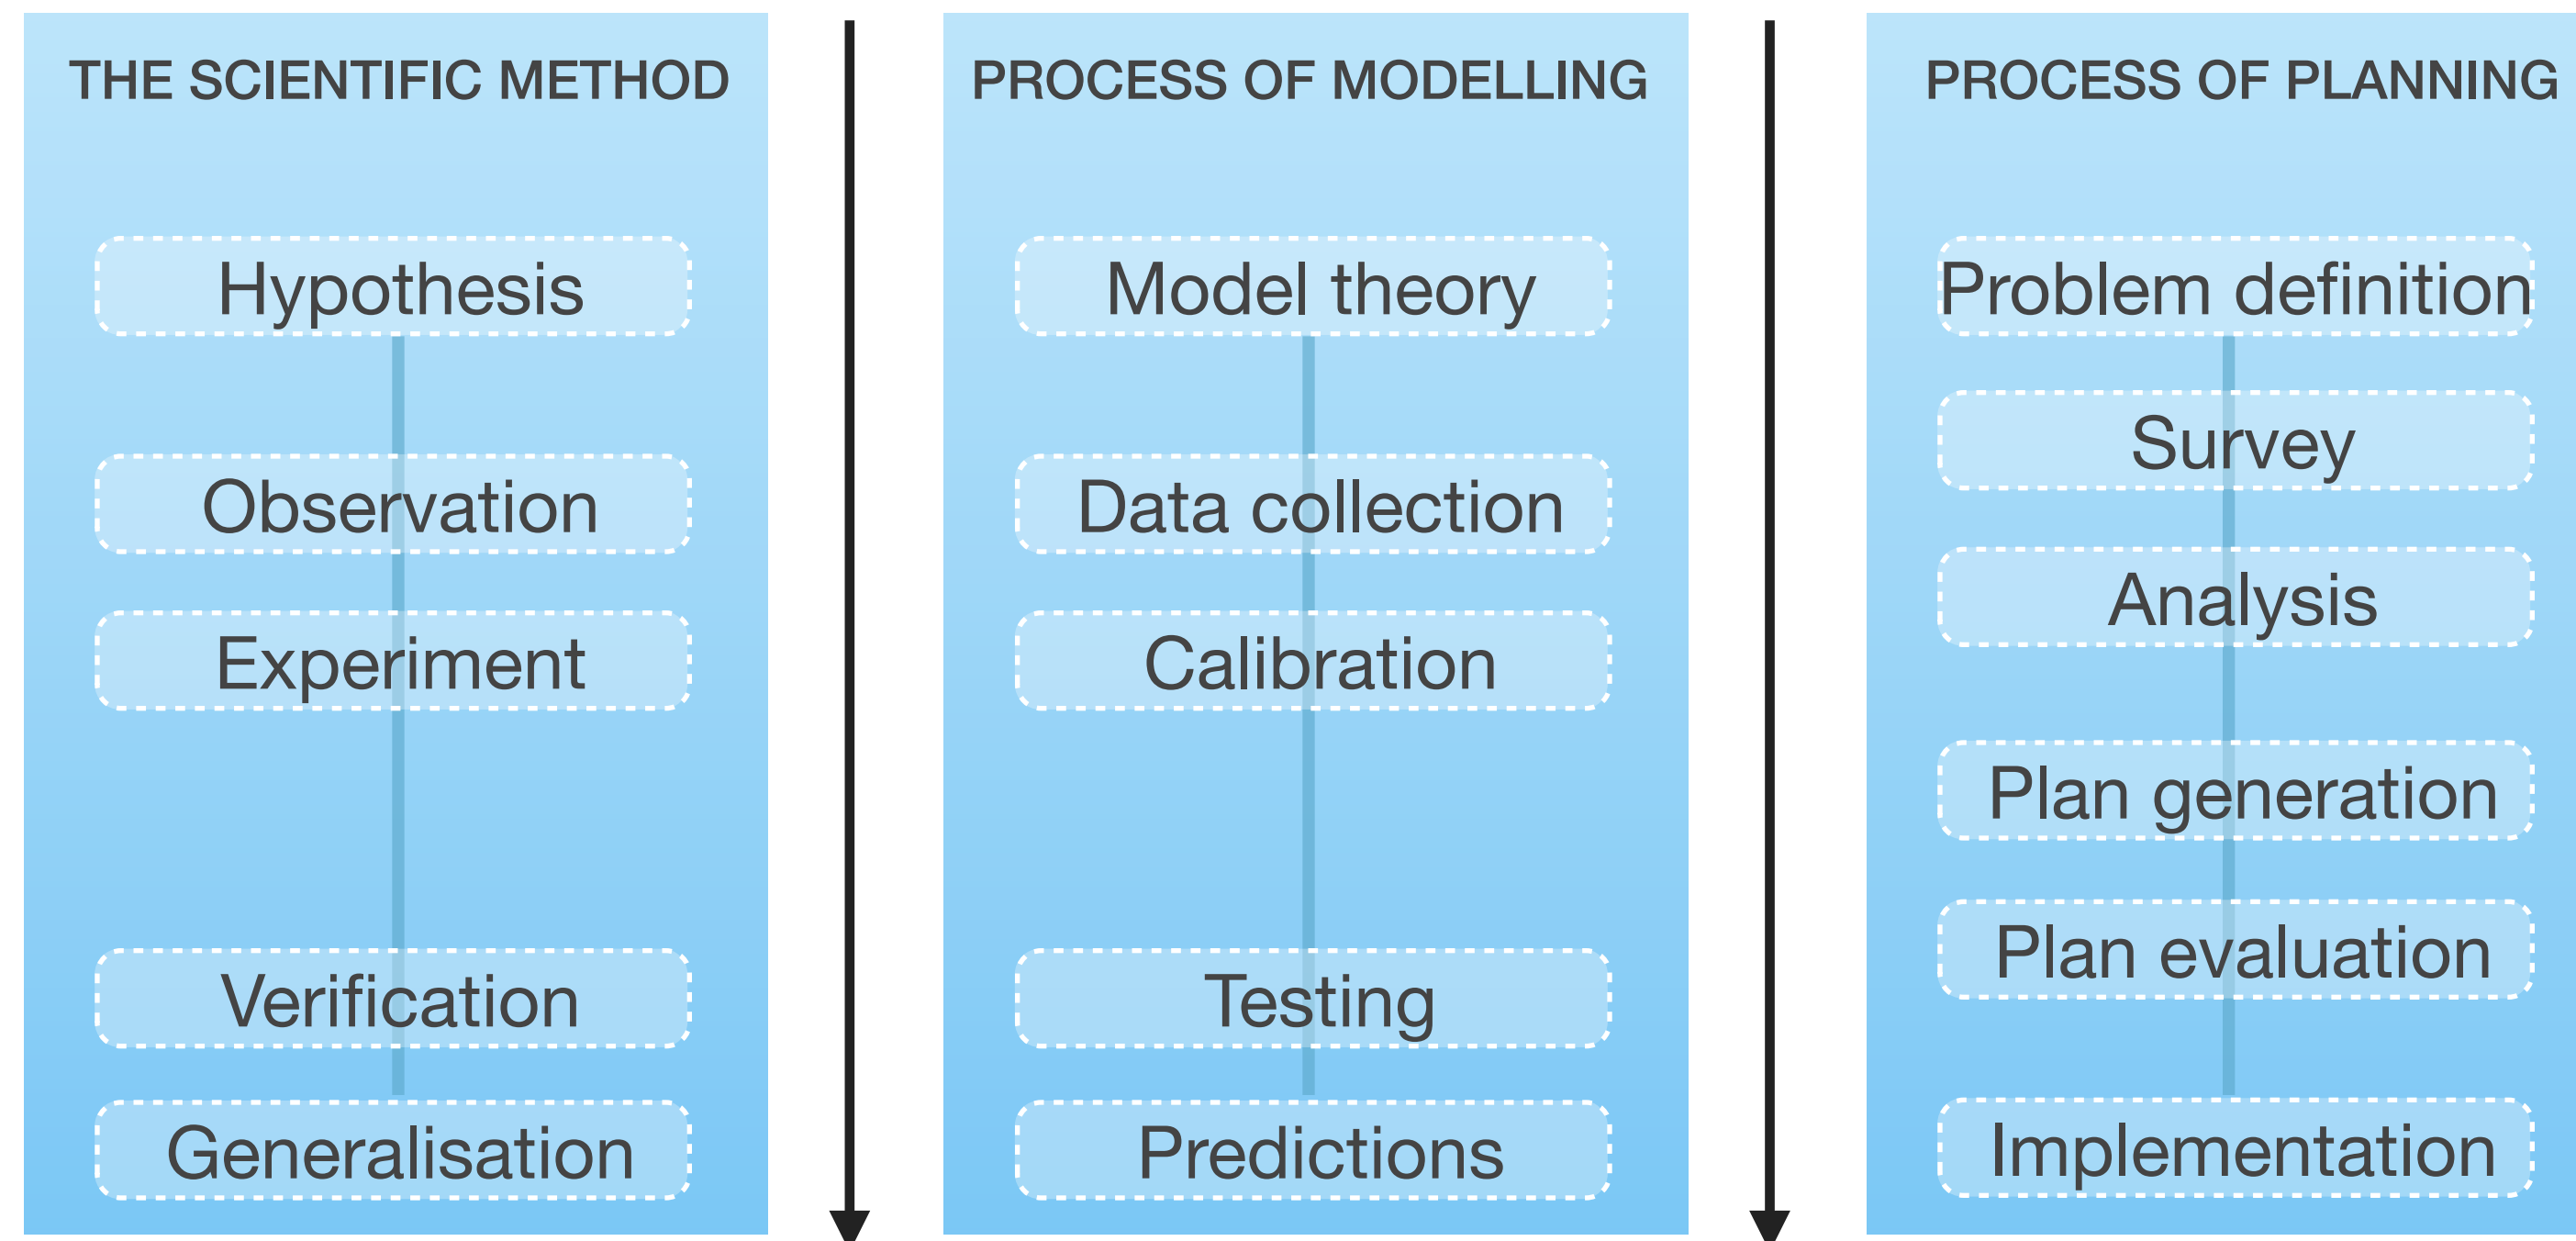 THE SCIENTIFIC METHOD
Hypothesis
Observation
Experiment
Verification
Generalisation
PROCESS OF MODELLING
Model theory
Data collection
Calibration
Testing
Predictions
PROCESS OF PLANNING
Problem definition
Survey
Analysis
Plan generation
Plan evaluation
Implementation